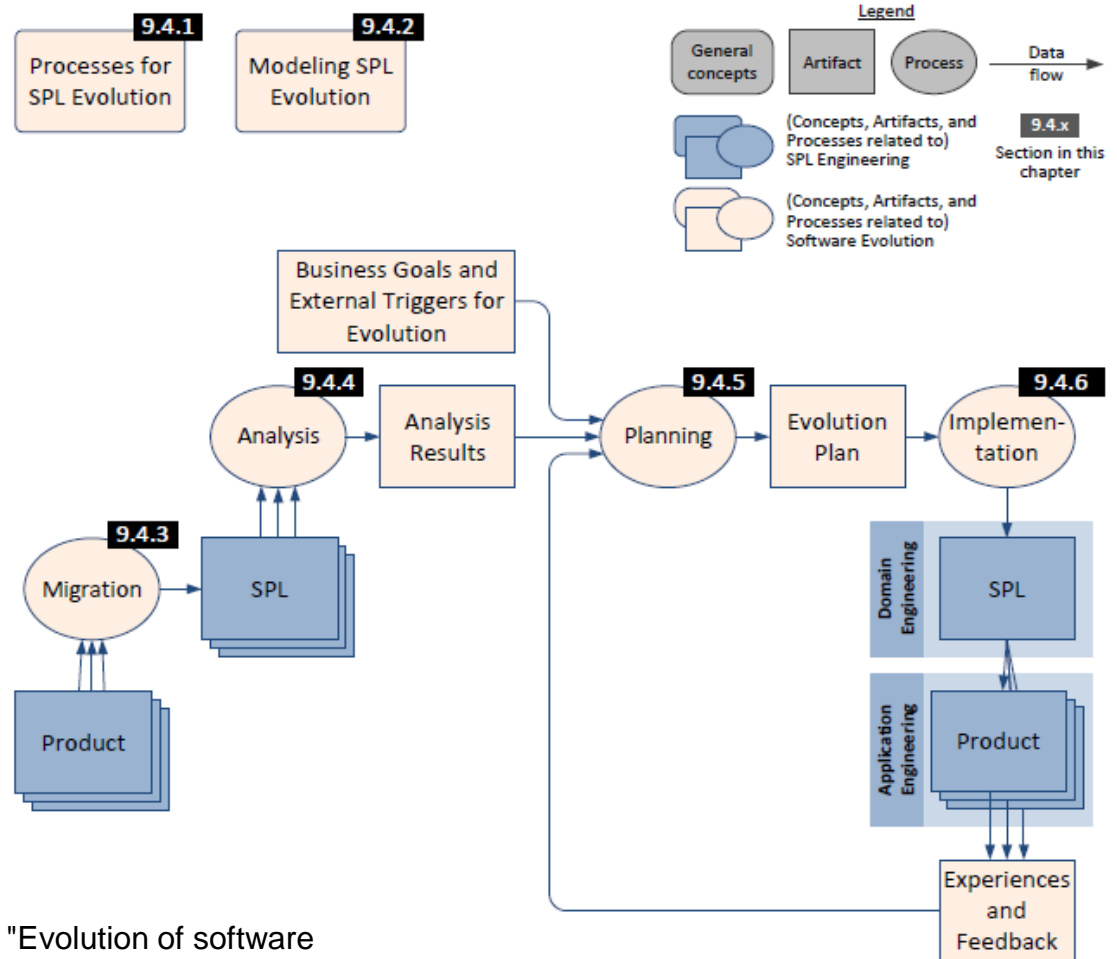 9.4.1
Processes for
SPL Evolution
9.4.2
Modeling SPL
Evolution
Legend
General
concepts
Artifact
Process
Data
flow
(Concepts, Artifacts, and
Processes related to)
SPL Engineering
9.4.x
Section in this
chapter
(Concepts, Artifacts, and
Processes related to)
Software Evolution
Business Goals and
External Triggers for
Evolution
9.4.4
Analysis
Analysis
Results
9.4.5
Planning
Evolution
Plan
9.4.6
Implemen-
tation
9.4.3
Migration
SPL
Product
Domain
Engineering
SPL
Application
Engineering
Product
Experiences
and
Feedback
"Evolution of software